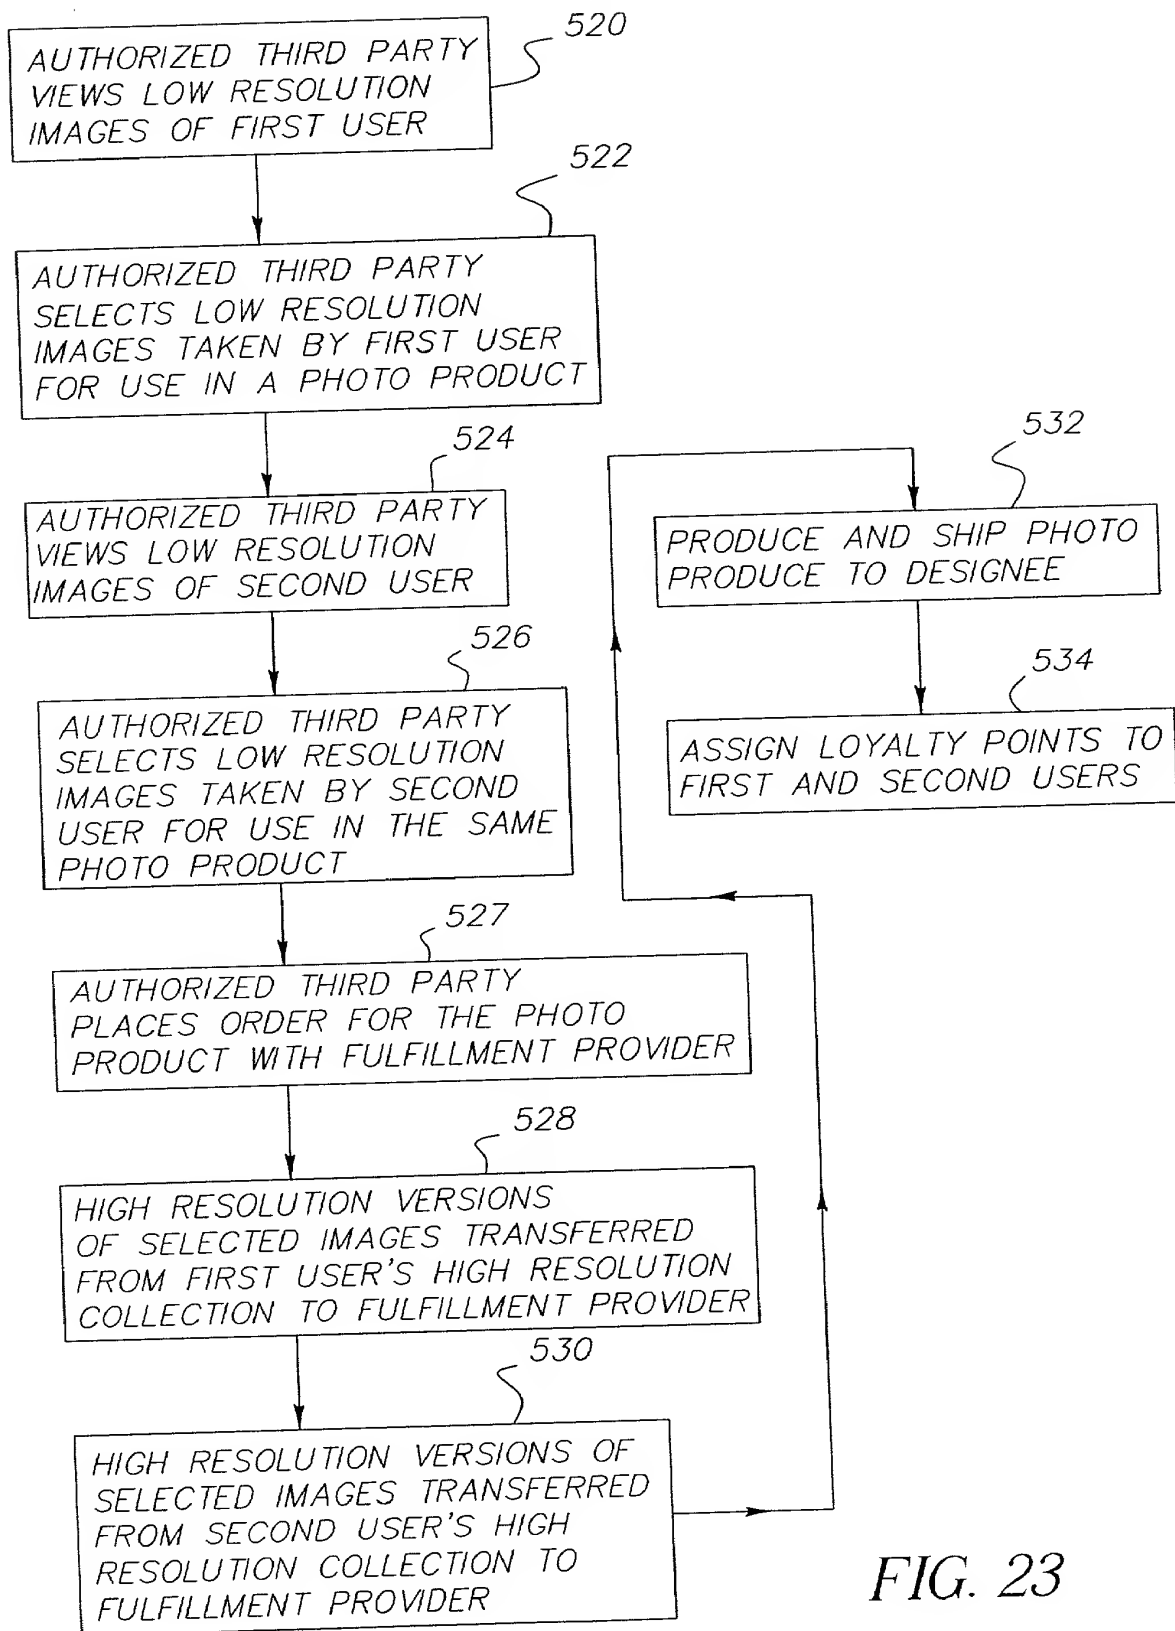 520
AUTHORIZED THIRD PARTY
VIEWS LOW RESOLUTION
IMAGES OF FIRST USER
522
AUTHORIZED THIRD PARTY
SELECTS LOW RESOLUTION
IMAGES TAKEN BY FIRST USER
FOR USE IN A PHOTO PRODUCT
524
AUTHORIZED THIRD PARTY
VIEWS LOW RESOLUTION
IMAGES OF SECOND USER
526
AUTHORIZED THIRD PARTY
SELECTS LOW RESOLUTION
IMAGES TAKEN BY SECOND
USER FOR USE IN THE SAME
PHOTO PRODUCT
527
AUTHORIZED THIRD PARTY
PLACES ORDER FOR THE PHOTO
PRODUCT WITH FULFILLMENT PROVIDER
528
HIGH RESOLUTION VERSIONS
OF SELECTED IMAGES TRANSFERRED
FROM FIRST USER'S HIGH RESOLUTION
COLLECTION TO FULFILLMENT PROVIDER
530
HIGH RESOLUTION VERSIONS OF
SELECTED IMAGES TRANSFERRED
FROM SECOND USER'S HIGH
RESOLUTION COLLECTION TO
FULFILLMENT PROVIDER
532
PRODUCE AND SHIP PHOTO
PRODUCE TO DESIGNEE
534
ASSIGN LOYALTY POINTS TO
FIRST AND SECOND USERS
FIG. 23